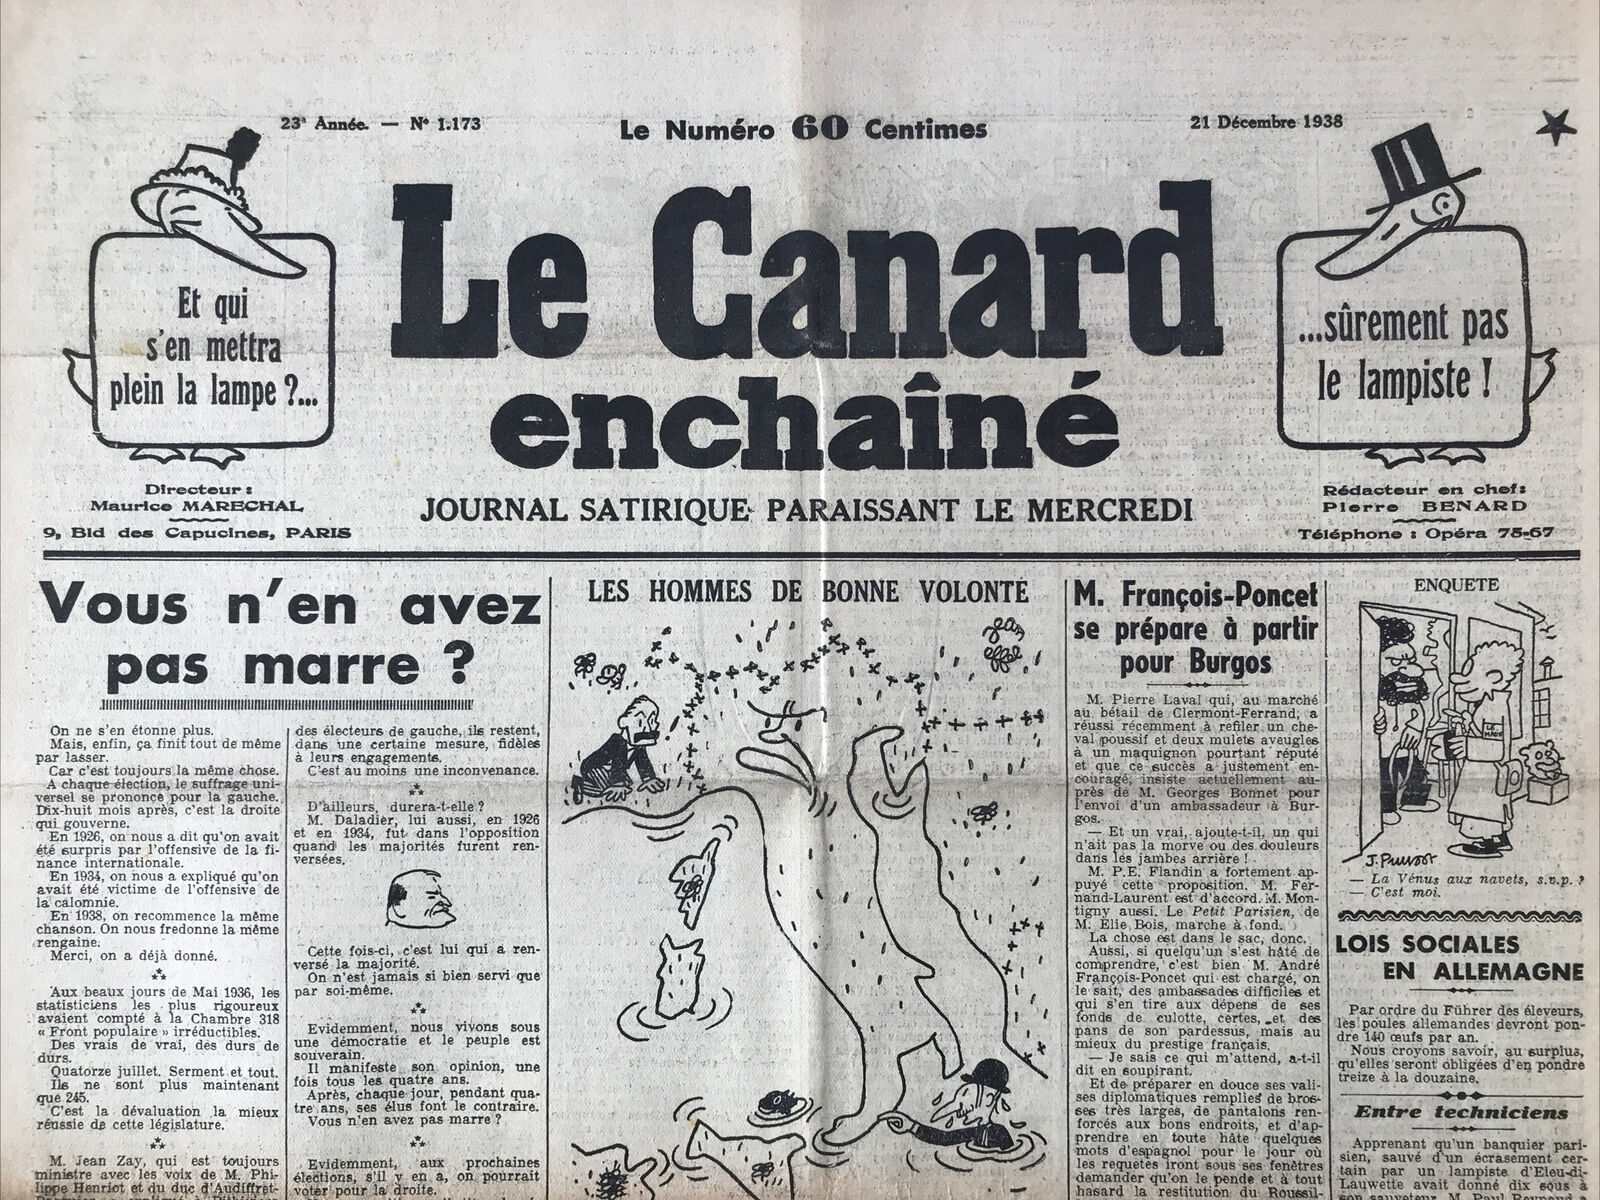 23e Année. — N° 1.173
Le Numéro 60 Centimes
21 Décembre 1938
Et qui
s'en mettra
plein la lampe ?...
Le Canard
enchaîné
...sûrement pas
le lampiste !
Directeur :
Maurice MARECHAL
9, Bld des Capucines, PARIS
JOURNAL SATIRIQUE PARAISSANT LE MERCREDI
Rédacteur en chef :
Pierre BENARD
Téléphone : Opéra 75-67
Vous n'en avez
pas marre ?
On ne s'en étonne plus.
Mais, enfin, ça finit tout de même
par lasser.
Car c'est toujours la même chose.
A chaque élection, le suffrage uni-
versel se prononce pour la gauche.
Dix-huit mois après, c'est la droite
qui gouverne.
En 1926, on nous a dit qu'on avait
été surpris par l'offensive de la fi-
nance internationale.
En 1934, on nous a expliqué qu'on
avait été victime de l'offensive de
la calomnie.
En 1938, on recommence la même
chanson. On nous fredonne la même
rengaine.
Merci, on a déjà donné.
Aux beaux jours de Mai 1936, les
statisticiens les plus rigoureux
avaient compté à la Chambre 318
« Front populaire » irréductibles.
Des vrais de vrai, des durs de
durs.
Quatorze juillet. Serment et tout.
Ils ne sont plus maintenant
que 245.
C'est la dévaluation la mieux
réussie de cette législature.
M. Jean Zay, qui est toujours
ministre avec les voix de M. Phi-
lippe Henriot et du duc d'Audiffret-
des électeurs de gauche, ils restent,
dans une certaine mesure, fidèles
à leurs engagements.
C'est au moins une inconvenance.
D'ailleurs, durera-t-elle ?
M. Daladier, lui aussi, en 1926
et en 1934, fut dans l'opposition
quand les majorités furent ren-
versées.
Cette fois-ci, c'est lui qui a ren-
versé la majorité.
On n'est jamais si bien servi que
par soi-même.
Evidemment, nous vivons sous
une démocratie et le peuple est
souverain.
Il manifeste son opinion, une
fois tous les quatre ans.
Après, chaque jour, pendant qua-
tre ans, ses élus font le contraire.
Vous n'en avez pas marre ?
Evidemment, aux prochaines
élections, s'il y en a, on pourrait
voter pour la droite.
LES HOMMES DE BONNE VOLONTE
jean
effel
M. François-Poncet
se prépare à partir
pour Burgos
M. Pierre Laval qui, au marché
au bétail de Clermont-Ferrand, a
réussi récemment à refiler un che-
val poussif et deux mulets aveugles
à un maquignon pourtant réputé
et que ce succès a justement en-
couragé, insiste actuellement au-
près de M. Georges Bonnet pour
l'envoi d'un ambassadeur à Bur-
gos.
— Et un vrai, ajoute-t-il, un qui
n'ait pas la morve ou des douleurs
dans les jambes arrière !
M. P.E. Flandin a fortement ap-
puyé cette proposition. M. Fer-
nand-Laurent est d'accord. M. Mon-
tigny aussi. Le Petit Parisien, de
M. Elie Bois, marche à fond.
La chose est dans le sac, donc.
Aussi, si quelqu'un s'est hâté de
comprendre, c'est bien M. André
François-Poncet qui est chargé, on
le sait, des ambassades difficiles et
qui s'en tire aux dépens de ses
fonds de culotte, certes, et des
pans de son pardessus, mais au
mieux du prestige français.
— Je sais ce qui m'attend, a-t-il
dit en soupirant.
Et de préparer en douce ses vali-
ses diplomatiques remplies de bros-
ses très larges, de pantalons ren-
forcés aux bons endroits, et d'ap-
prendre en toute hâte quelques
mots d'espagnol pour le jour où
les requetés iront sous ses fenêtres
demander qu'on le pende et à tout
hasard la restitution du Roussil-
ENQUETE
J. Pruvost
— La Vénus aux navets, s.v.p. ?
— C'est moi.
LOIS SOCIALES
EN ALLEMAGNE
Par ordre du Führer des éleveurs,
les poules allemandes devront pon-
dre 140 œufs par an.
Nous croyons savoir, au surplus,
qu'elles seront obligées d'en pondre
treize à la douzaine.
Entre techniciens
Apprenant qu'un banquier pari-
sien, sauvé d'un écrasement cer-
tain par un lampiste d'Eleu-di-
Lauwette avait donné dix sous à
son sauveteur, M. Paul